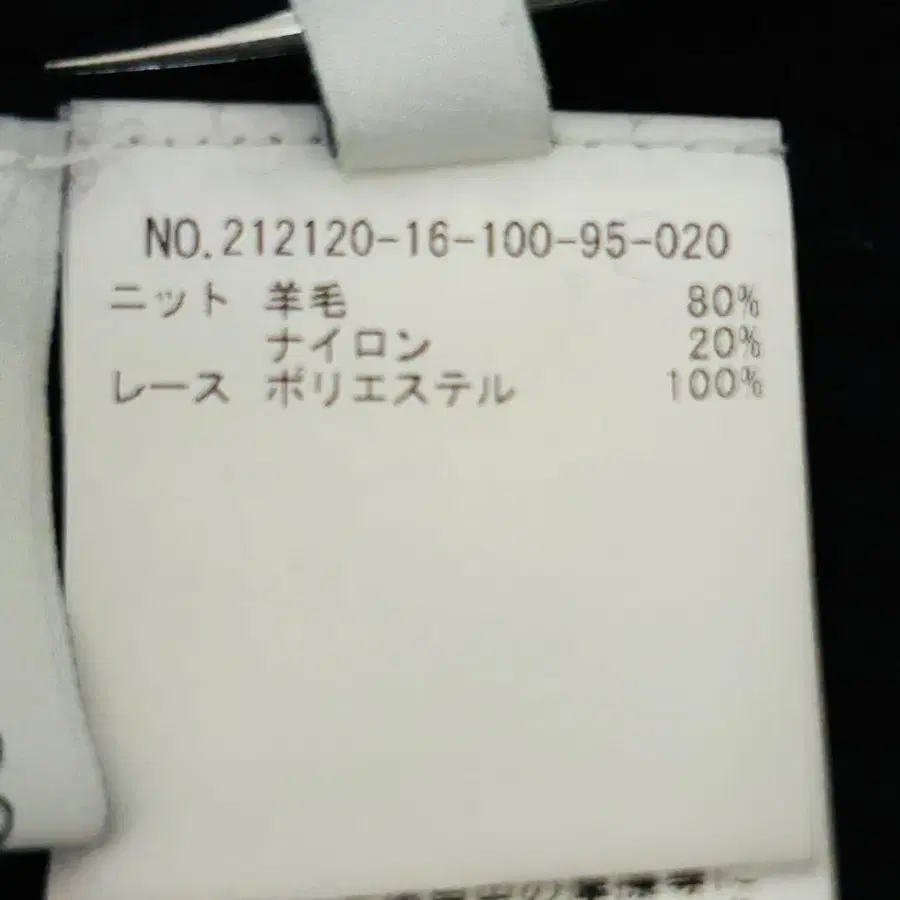 NO.212120-16-100-95-020
ニット 羊毛 80%
ナイロン 20%
レース ポリエステル 100%